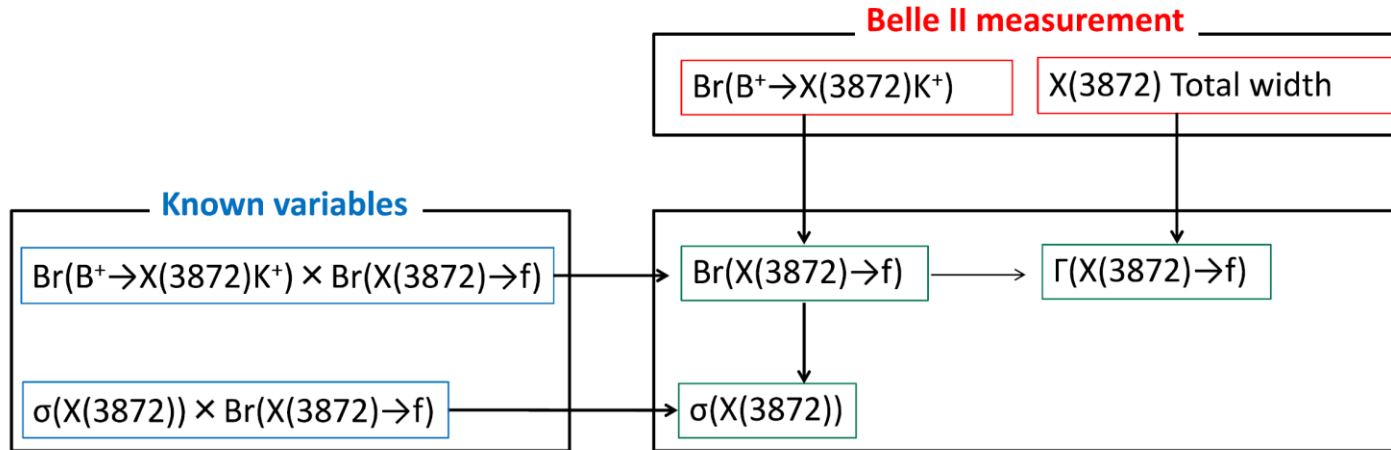 Belle II measurement
Br(B⁺→X(3872)K⁺)
X(3872) Total width
Known variables
Br(B⁺→X(3872)K⁺) × Br(X(3872)→f)
Br(X(3872)→f)
Γ(X(3872)→f)
σ(X(3872)) × Br(X(3872)→f)
σ(X(3872))